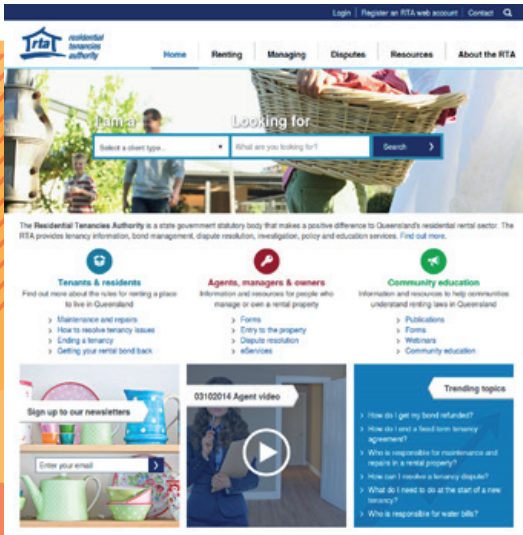 Login | Register an RTA web account | Contact
rta residential tenancies authority
Home Renting Managing Disputes Resources About the RTA
I am a Looking for
Select a client type... What are you looking for? Search
The Residential Tenancies Authority is a state government statutory body that makes a positive difference to Queensland's residential rental sector. The
RTA provides tenancy information, bond management, dispute resolution, investigation, policy and education services. Find out more.
Tenants & residents
Find out more about the rules for renting a place
to live in Queensland
> Maintenance and repairs
> How to resolve tenancy issues
> Ending a tenancy
> Getting your rental bond back
Agents, managers & owners
Information and resources for people who
manage or own a rental property
> Forms
> Entry to the property
> Dispute resolution
> eServices
Community education
Information and resources to help communities
understand renting laws in Queensland
> Publications
> Forms
> Webinars
> Community education
Sign up to our newsletters
Enter your email
03102014 Agent video
Trending topics
> How do I get my bond refunded?
> How do I end a fixed term tenancy
agreement?
> Who is responsible for maintenance and
repairs in a rental property?
> How can I resolve a tenancy dispute?
> What do I need to do at the start of a new
tenancy?
> Who is responsible for water bills?